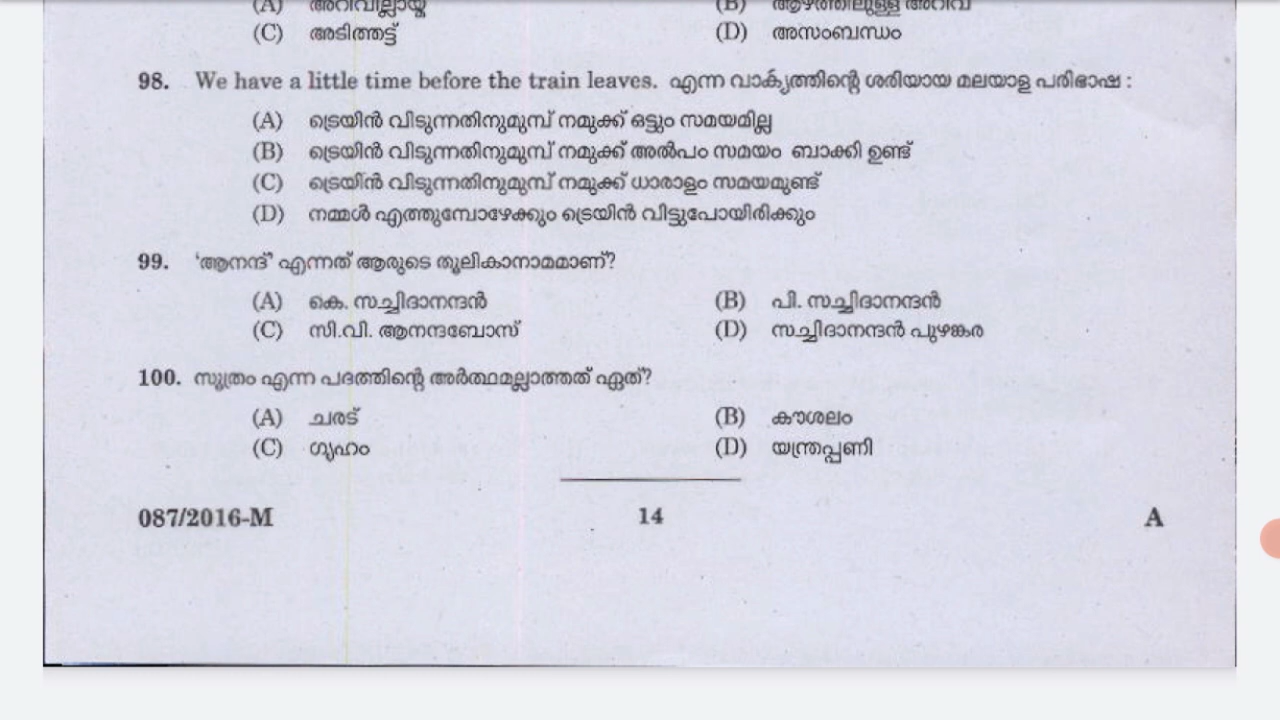 (A) അറിവില്ലായ്മ (B) ആഴത്തിലുള്ള അറിവ്
(C) അടിത്തട്ട് (D) അസംബന്ധം
98. We have a little time before the train leaves. എന്ന വാക്യത്തിന്റെ ശരിയായ മലയാള പരിഭാഷ :
(A) ട്രെയിൻ വിടുന്നതിനുമുമ്പ് നമുക്ക് ഒട്ടും സമയമില്ല
(B) ട്രെയിൻ വിടുന്നതിനുമുമ്പ് നമുക്ക് അൽപം സമയം ബാക്കി ഉണ്ട്
(C) ട്രെയിൻ വിടുന്നതിനുമുമ്പ് നമുക്ക് ധാരാളം സമയമുണ്ട്
(D) നമ്മൾ എത്തുമ്പോഴേക്കും ട്രെയിൻ വിട്ടുപോയിരിക്കും
99. 'ആനന്ദ്' എന്നത് ആരുടെ തൂലികാനാമമാണ്?
(A) കെ. സച്ചിദാനന്ദൻ (B) പി. സച്ചിദാനന്ദൻ
(C) സി.വി. ആനന്ദബോസ് (D) സച്ചിദാനന്ദൻ പുഴങ്കര
100. സൂത്രം എന്ന പദത്തിന്റെ അർത്ഥമല്ലാത്തത് ഏത്?
(A) ചരട് (B) കൗശലം
(C) ഗൃഹം (D) യന്ത്രപ്പണി
087/2016-M 14 A